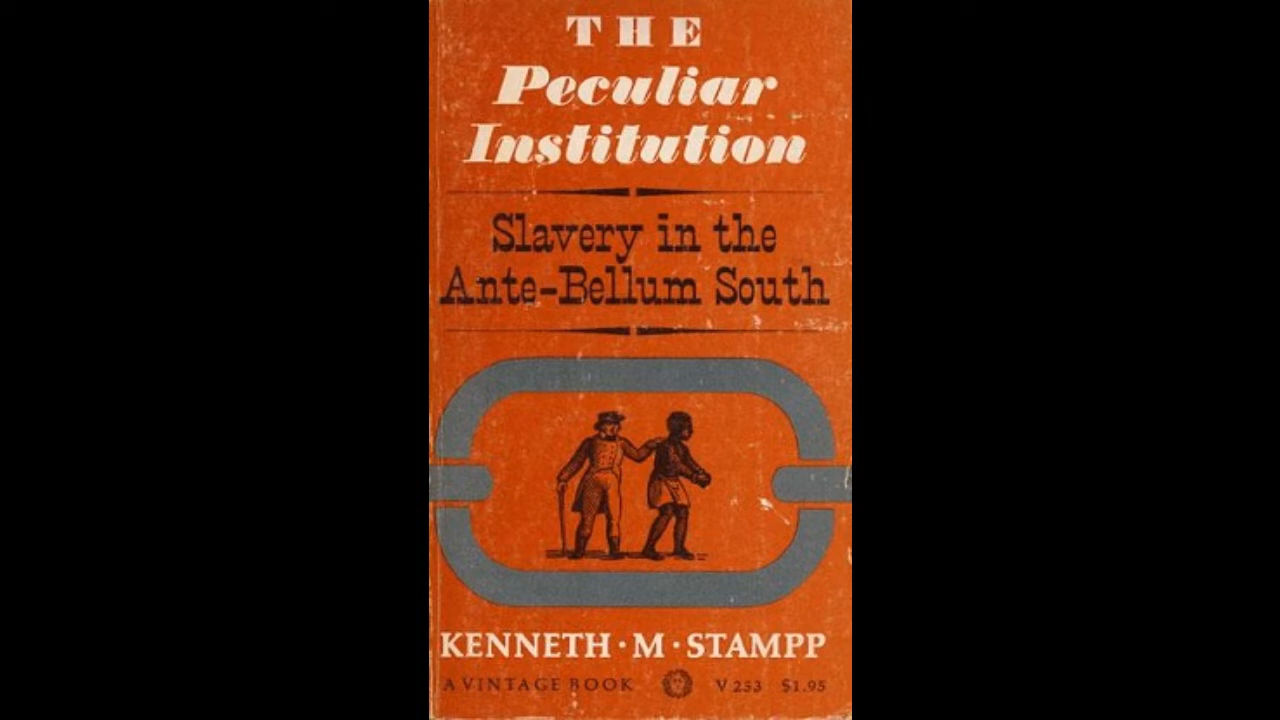 THE
Peculiar
Institution
Slavery in the
Ante-Bellum South
KENNETH·M·STAMPP
A VINTAGE BOOK V 253 $1.95